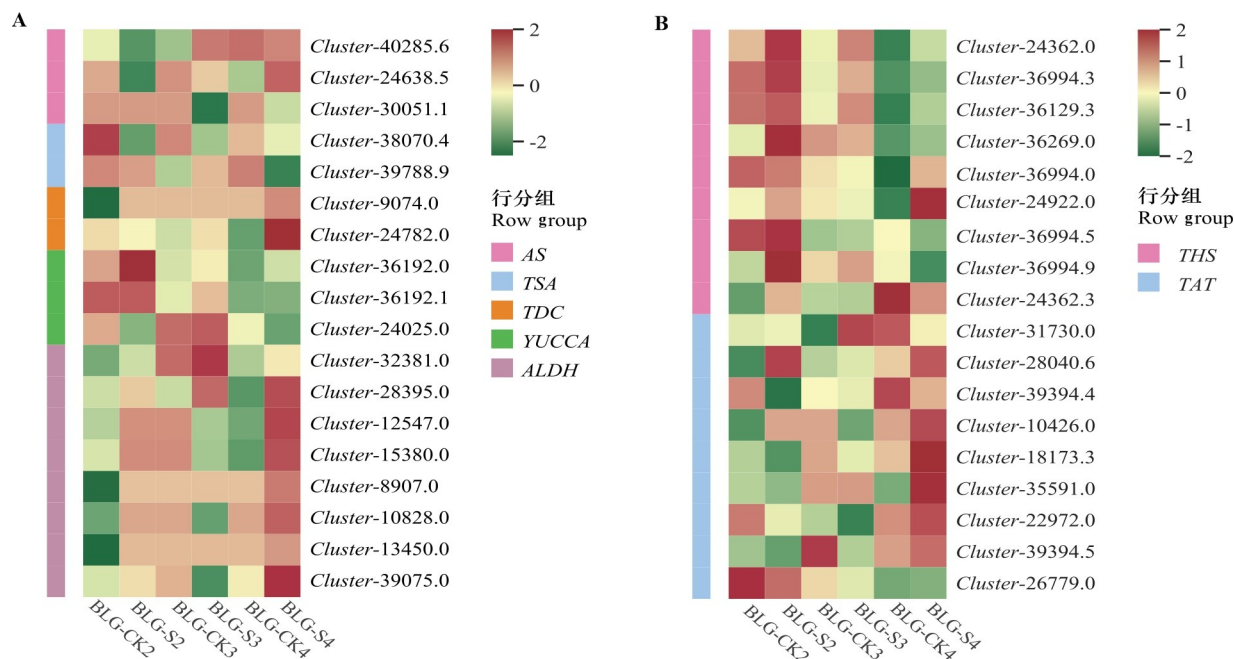 A
Cluster-40285.6
Cluster-24638.5
Cluster-30051.1
Cluster-38070.4
Cluster-39788.9
Cluster-9074.0
Cluster-24782.0
Cluster-36192.0
Cluster-36192.1
Cluster-24025.0
Cluster-32381.0
Cluster-28395.0
Cluster-12547.0
Cluster-15380.0
Cluster-8907.0
Cluster-10828.0
Cluster-13450.0
Cluster-39075.0
BLG-CK2
BLG-S2
BLG-CK3
BLG-S3
BLG-CK4
BLG-S4
2
0
-2
行分组
Row group
AS
TSA
TDC
YUCCA
ALDH
B
Cluster-24362.0
Cluster-36994.3
Cluster-36129.3
Cluster-36269.0
Cluster-36994.0
Cluster-24922.0
Cluster-36994.5
Cluster-36994.9
Cluster-24362.3
Cluster-31730.0
Cluster-28040.6
Cluster-39394.4
Cluster-10426.0
Cluster-18173.3
Cluster-35591.0
Cluster-22972.0
Cluster-39394.5
Cluster-26779.0
BLG-CK2
BLG-S2
BLG-CK3
BLG-S3
BLG-CK4
BLG-S4
2
1
0
-1
-2
行分组
Row group
THS
TAT